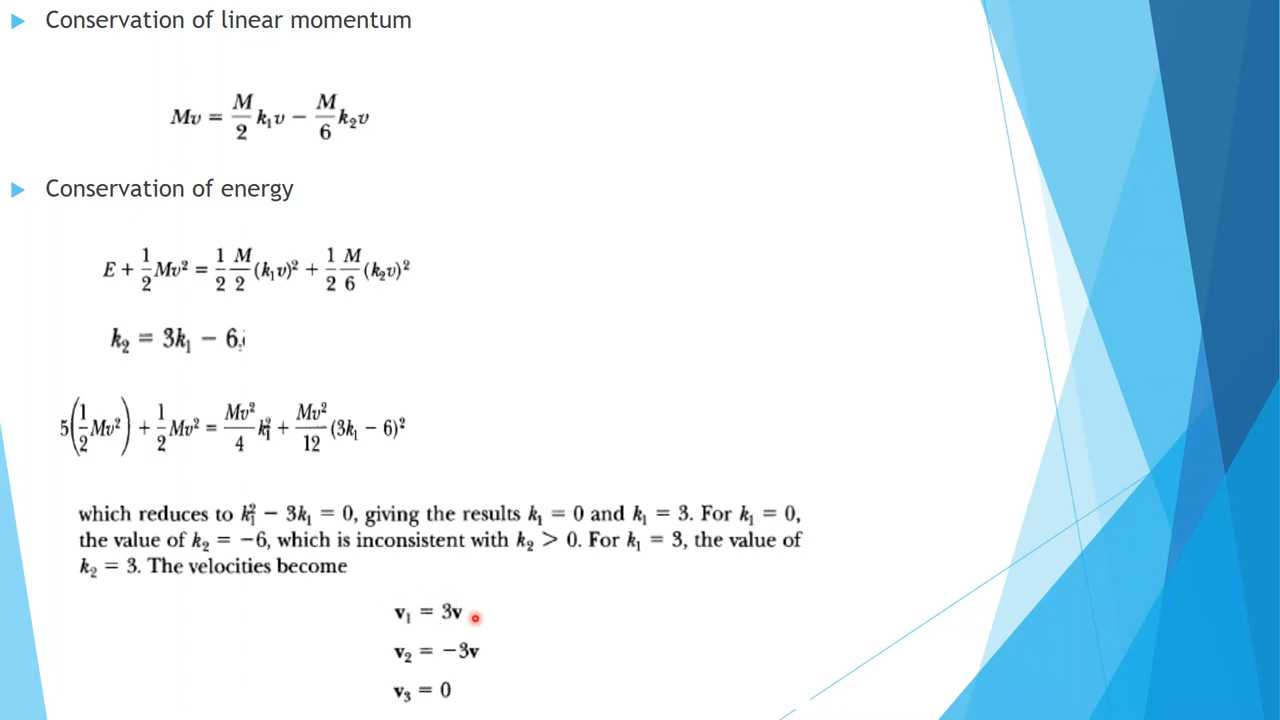 Conservation of linear momentum
Mv = M/2 k₁v − M/6 k₂v
Conservation of energy
E + 1/2 Mv² = 1/2 M/2 (k₁v)² + 1/2 M/6 (k₂v)²
k₂ = 3k₁ − 6,
5(1/2 Mv²) + 1/2 Mv² = Mv²/4 k₁² + Mv²/12 (3k₁ − 6)²
which reduces to k₁² − 3k₁ = 0, giving the results k₁ = 0 and k₁ = 3. For k₁ = 0,
the value of k₂ = −6, which is inconsistent with k₂ > 0. For k₁ = 3, the value of
k₂ = 3. The velocities become
v₁ = 3v
v₂ = −3v
v₃ = 0